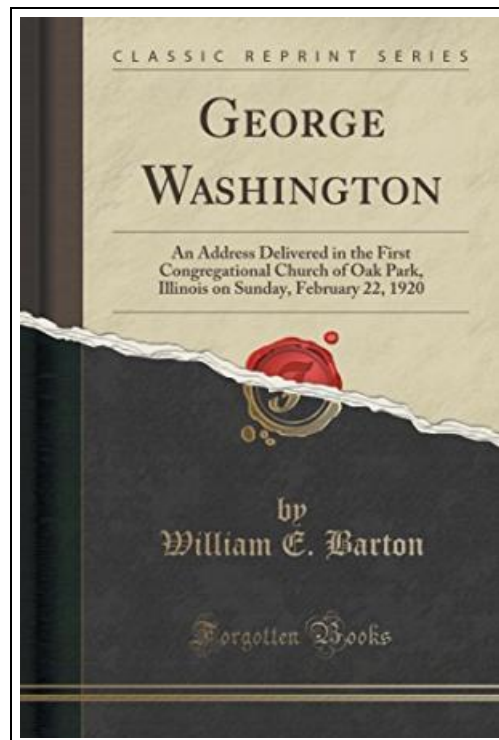 CLASSIC REPRINT SERIES
GEORGE
WASHINGTON
An Address Delivered in the First
Congregational Church of Oak Park,
Illinois on Sunday, February 22, 1920
by
William E. Barton
Forgotten Books